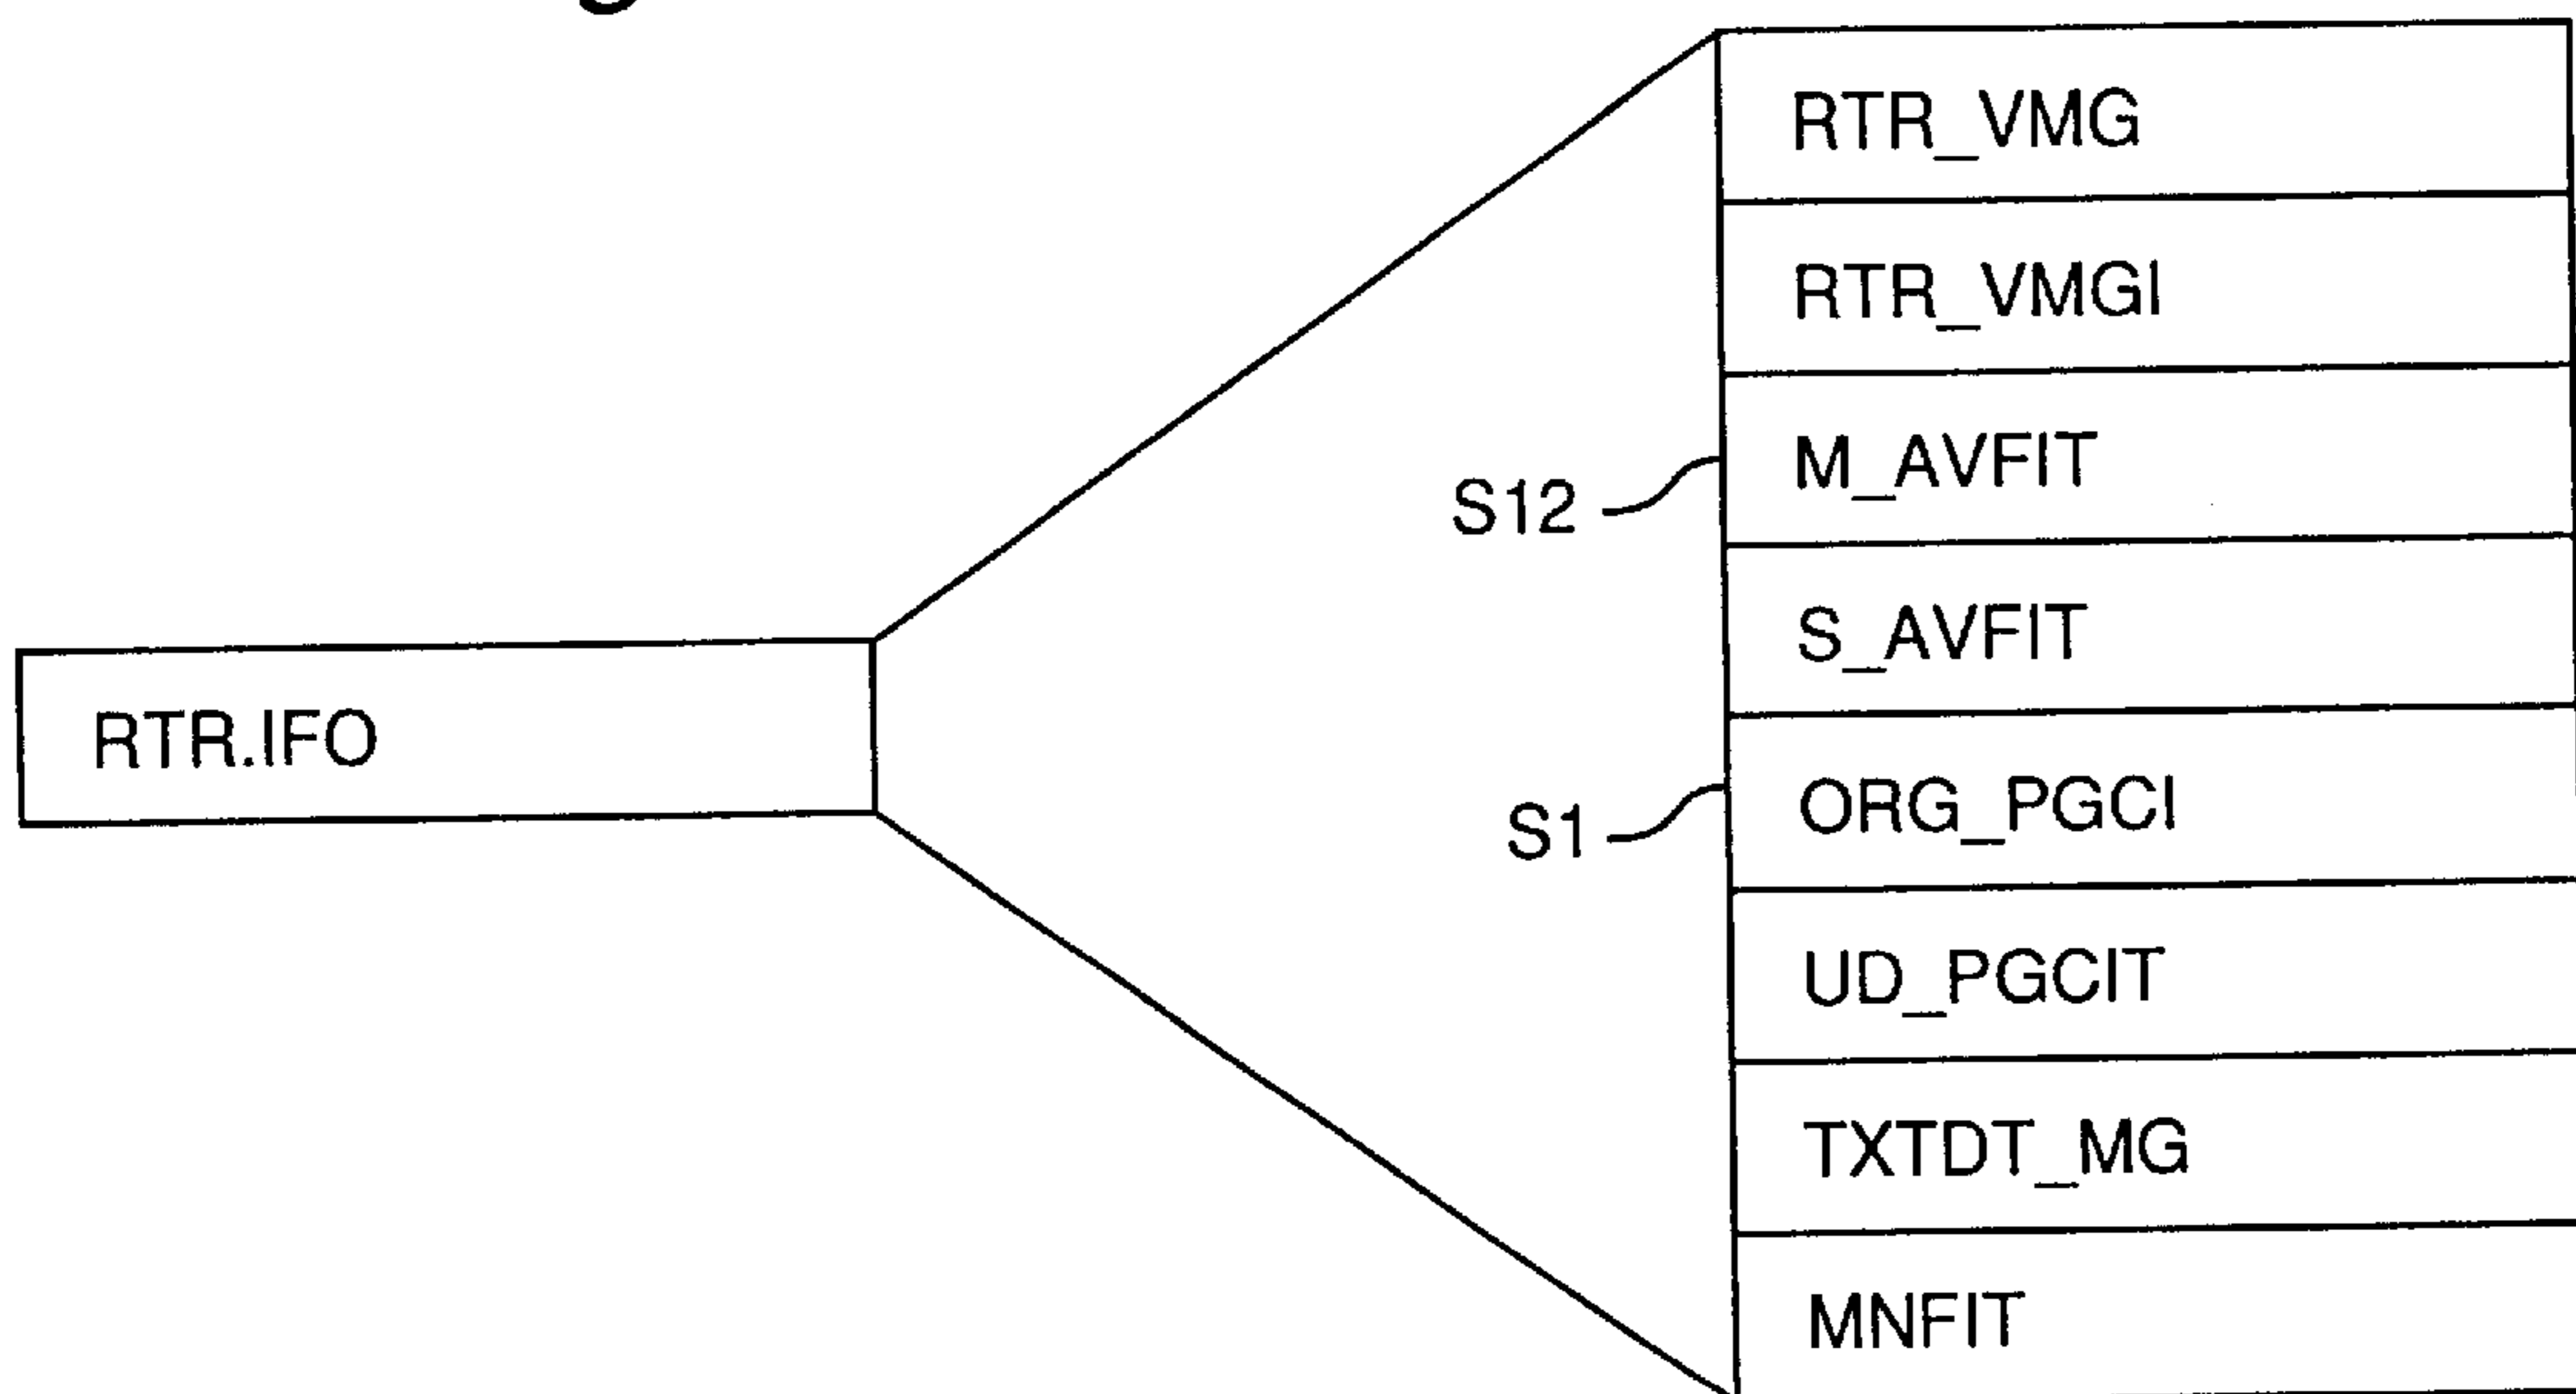 RTR_VMG
RTR_VMGI
S12
M_AVFIT
S_AVFIT
RTR.IFO
S1
ORG_PGCI
UD_PGCIT
TXTDT_MG
MNFIT